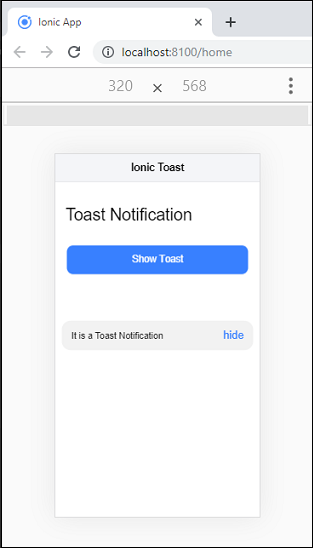 Ionic App
localhost:8100/home
320 × 568
Ionic Toast
Toast Notification
Show Toast
It is a Toast Notification hide